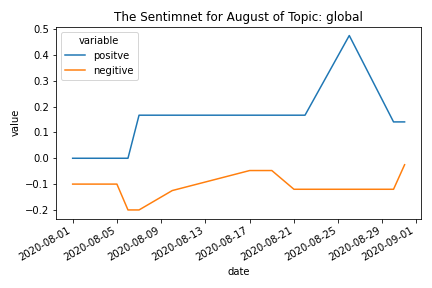 The Sentimnet for August of Topic: global
variable
positve
negitive
value
0.5
0.4
0.3
0.2
0.1
0.0
−0.1
−0.2
2020-08-01
2020-08-05
2020-08-09
2020-08-13
2020-08-17
2020-08-21
2020-08-25
2020-08-29
2020-09-01
date